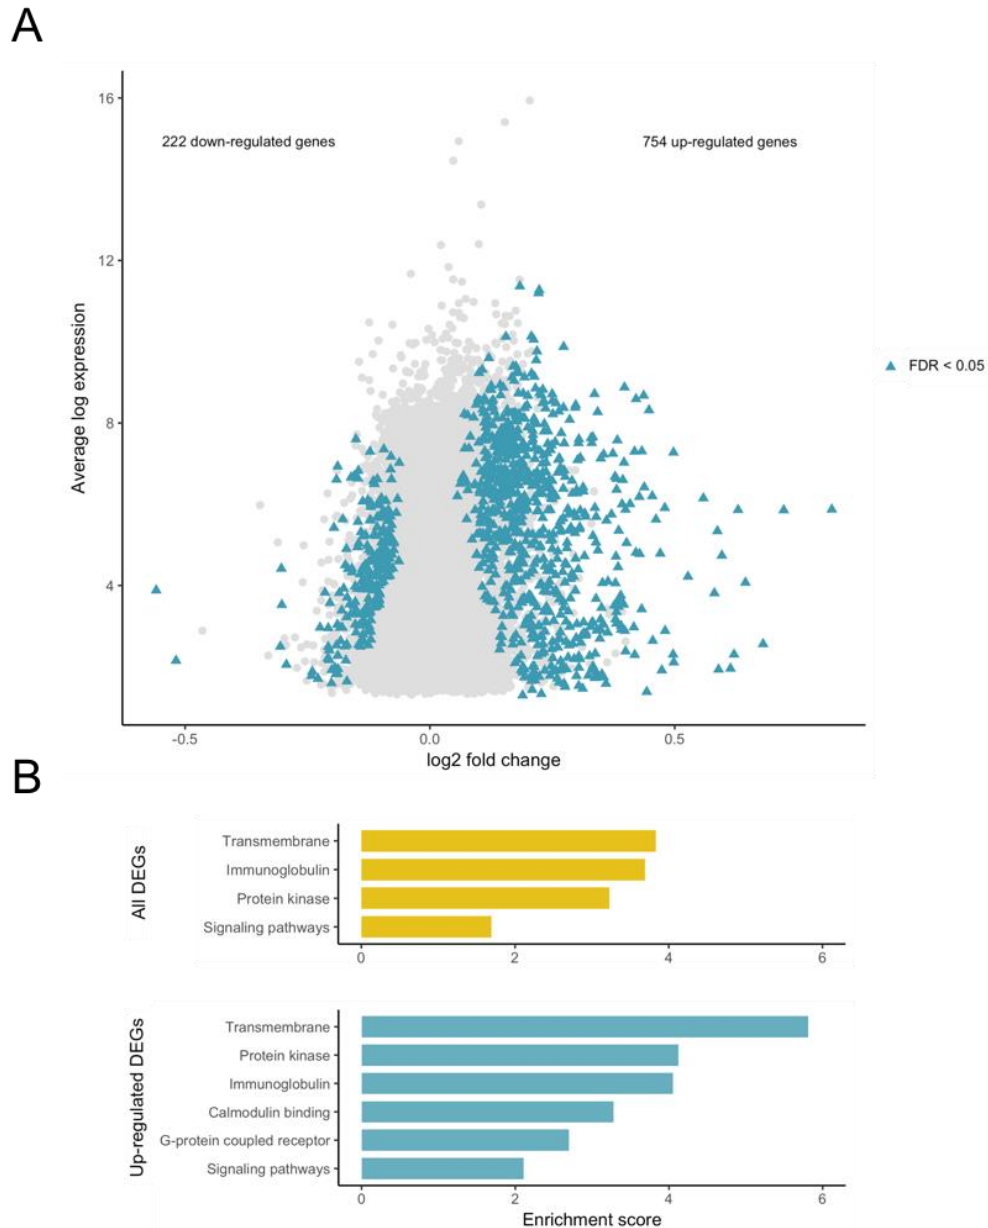 A
16
222 down-regulated genes
754 up-regulated genes
12
Average log expression
FDR < 0.05
8
4
-0.5
0.0
0.5
log2 fold change
B
All DEGs
Transmembrane
Immunoglobulin
Protein kinase
Signaling pathways
0
2
4
6
Up-regulated DEGs
Transmembrane
Protein kinase
Immunoglobulin
Calmodulin binding
G-protein coupled receptor
Signaling pathways
0
2
4
6
Enrichment score